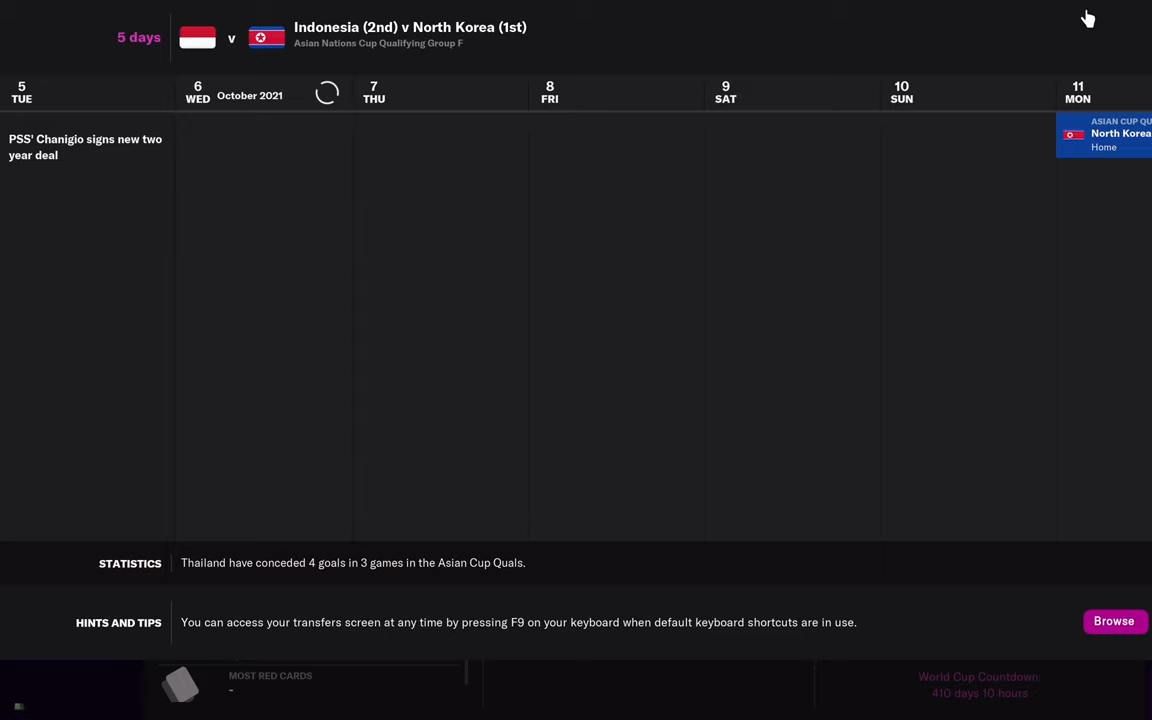 5 days
v
Indonesia (2nd) v North Korea (1st)
Asian Nations Cup Qualifying Group F
5
TUE
6
WED October 2021
7
THU
8
FRI
9
SAT
10
SUN
11
MON
PSS' Chanigio signs new two
year deal
ASIAN CUP QU
North Korea
Home
STATISTICS
Thailand have conceded 4 goals in 3 games in the Asian Cup Quals.
HINTS AND TIPS
You can access your transfers screen at any time by pressing F9 on your keyboard when default keyboard shortcuts are in use.
Browse
MOST RED CARDS
-
World Cup Countdown:
410 days 10 hours